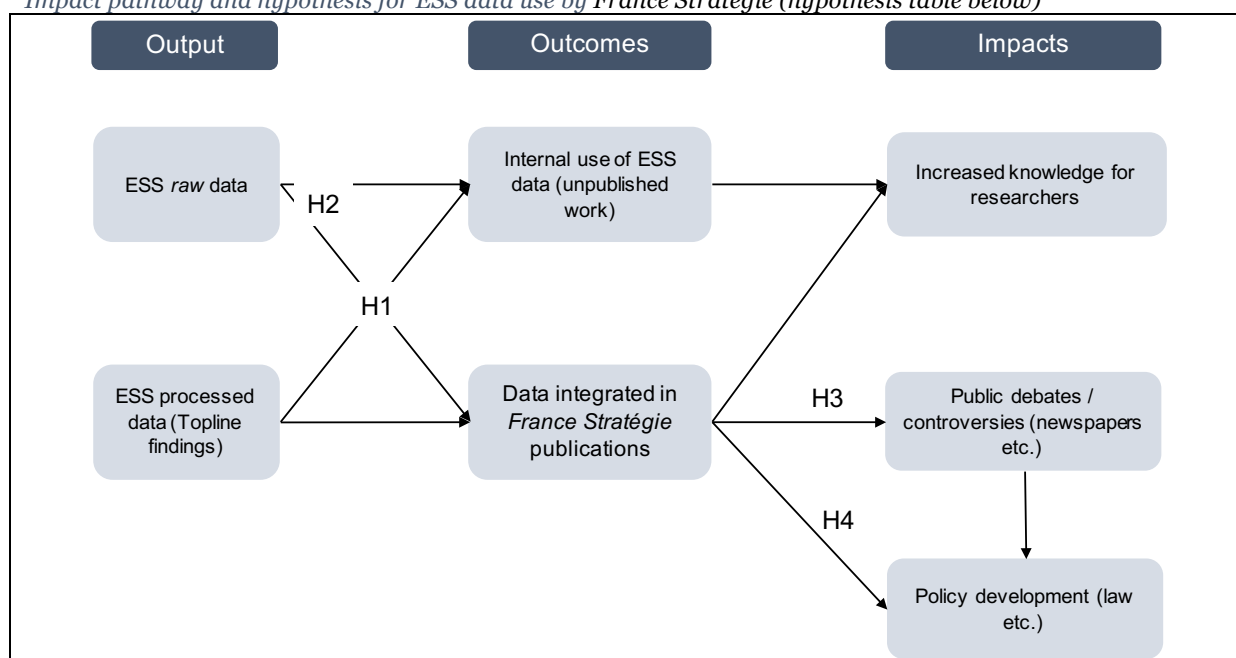 Impact pathway and hypothesis for ESS data use by France Stratégie (hypothesis table below)
Output
Outcomes
Impacts
ESS raw data
Internal use of ESS
data (unpublished
work)
Increased knowledge for
researchers
H2
H1
ESS processed
data (Topline
findings)
Data integrated in
France Stratégie
publications
H3
Public debates /
controversies (newspapers
etc.)
H4
Policy development (law
etc.)